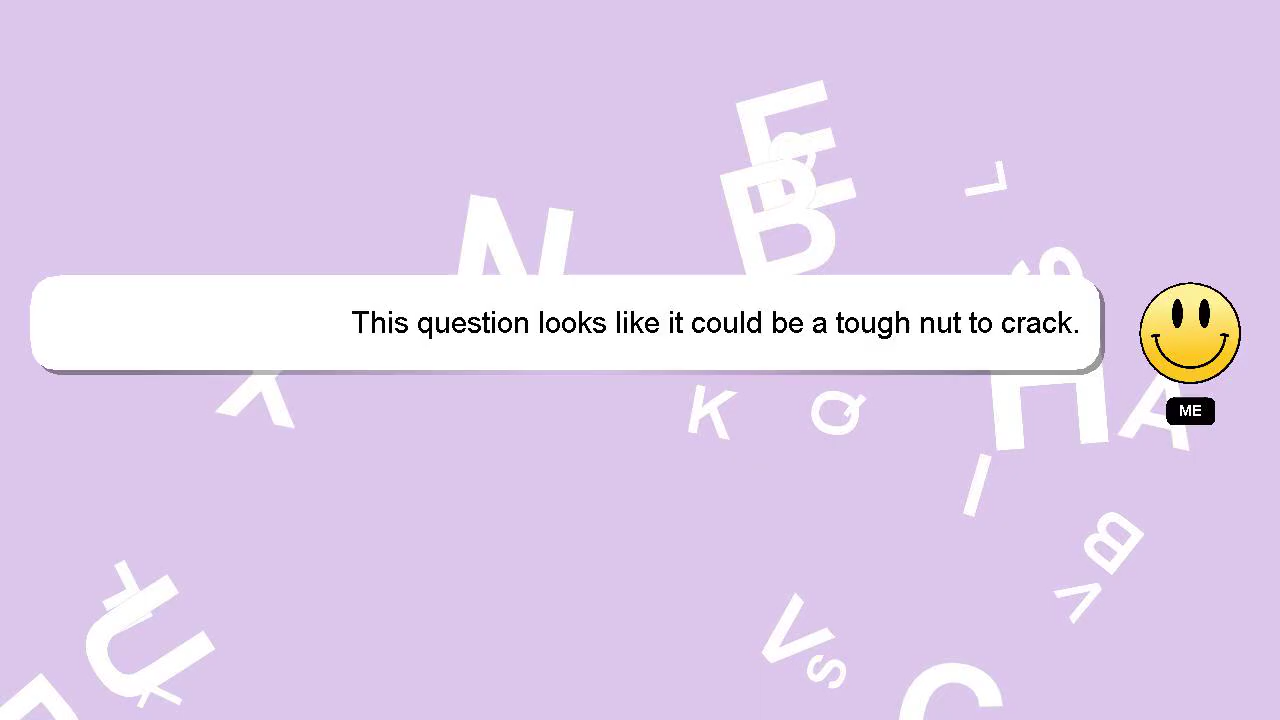 E
B
N
L
S
This question looks like it could be a tough nut to crack.
ME
X
K
Q
H
A
I
B
V
U
V
S
C